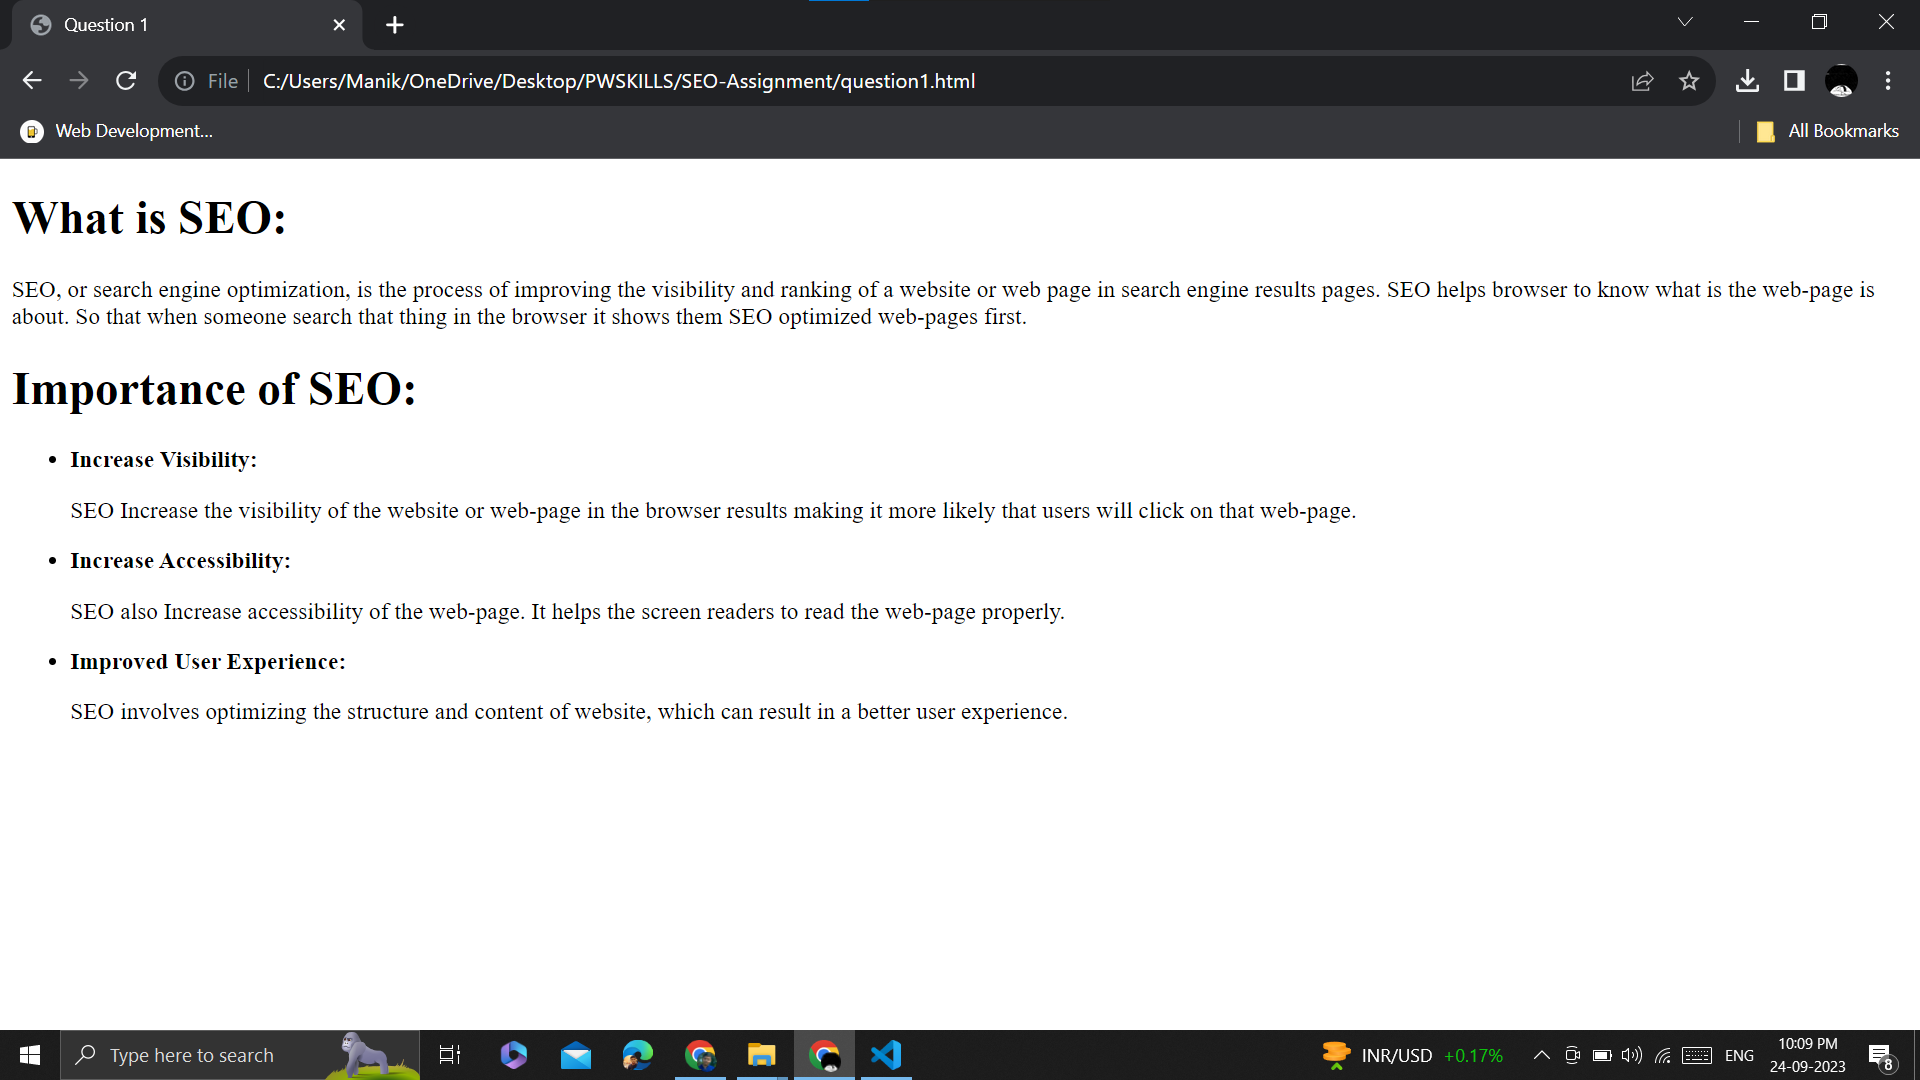 Question 1
File
C:/Users/Manik/OneDrive/Desktop/PWSKILLS/SEO-Assignment/question1.html
Web Development...
All Bookmarks
What is SEO:
SEO, or search engine optimization, is the process of improving the visibility and ranking of a website or web page in search engine results pages. SEO helps browser to know what is the web-page is
about. So that when someone search that thing in the browser it shows them SEO optimized web-pages first.
Importance of SEO:
• Increase Visibility:
SEO Increase the visibility of the website or web-page in the browser results making it more likely that users will click on that web-page.
• Increase Accessibility:
SEO also Increase accessibility of the web-page. It helps the screen readers to read the web-page properly.
• Improved User Experience:
SEO involves optimizing the structure and content of website, which can result in a better user experience.
Type here to search
INR/USD +0.17%
ENG
10:09 PM
24-09-2023
8